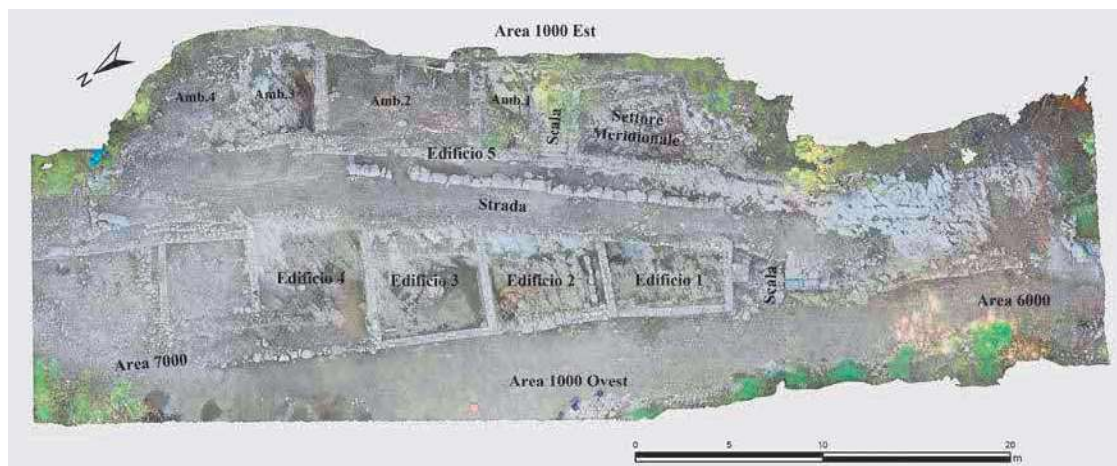 Area 1000 Est
N
Amb.4
Amb.3
Amb.2
Amb.1
Scala
Settore
Meridionale
Edificio 5
Strada
Edificio 4
Edificio 3
Edificio 2
Edificio 1
Scala
Area 6000
Area 7000
Area 1000 Ovest
0
5
10
20
m